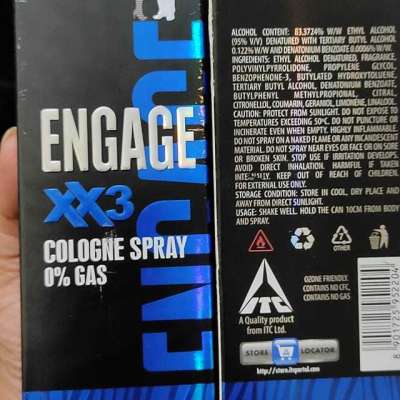 ENGAGE
XX3
COLOGNE SPRAY
0% GAS
ALCOHOL CONTENT: 83.3724% W/W ETHYL ALCOHOL
(95% V/V) DENATURED WITH TERTIARY BUTYL ALCOHOL
0.122% W/W AND DENATONIUM BENZOATE 0.0006% W/W.
INGREDIENTS: ETHYL ALCOHOL DENATURED, FRAGRANCE,
POLYVINYLPYRROLIDONE, PROPYLENE GLYCOL,
BENZOPHENONE-3, BUTYLATED HYDROXYTOLUENE,
TERTIARY BUTYL ALCOHOL, DENATONIUM BENZOATE,
BUTYLPHENYL METHYLPROPIONAL, CITRAL,
CITRONELLOL, COUMARIN, GERANIOL, LIMONENE, LINALOOL.
CAUTION: PROTECT FROM SUNLIGHT. DO NOT EXPOSE TO
TEMPERATURES EXCEEDING 50°C. DO NOT PUNCTURE OR
INCINERATE EVEN WHEN EMPTY. HIGHLY INFLAMMABLE.
DO NOT SPRAY ON A NAKED FLAME OR ANY INCANDESCENT
MATERIAL. DO NOT SPRAY NEAR EYES OR FACE OR ON SORE
OR BROKEN SKIN. STOP USE IF IRRITATION DEVELOPS.
AVOID DIRECT INHALATION. HARMFUL IF TAKEN
INTERNALLY. KEEP OUT OF REACH OF CHILDREN.
FOR EXTERNAL USE ONLY.
STORAGE CONDITION: STORE IN COOL, DRY PLACE AND
AWAY FROM DIRECT SUNLIGHT.
USAGE: SHAKE WELL. HOLD THE CAN 10CM FROM BODY
AND SPRAY.
7
OTHER
ITC
A Quality product
from ITC Ltd.
OZONE FRIENDLY.
CONTAINS NO CFC,
CONTAINS NO GAS
STORE LOCATOR
http://store.itcportal.com
8901725955204